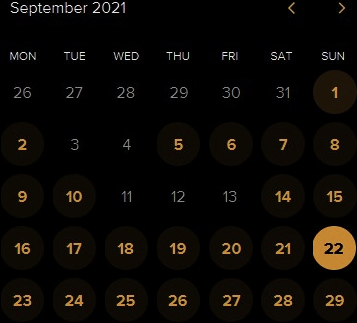 September 2021
MON TUE WED THU FRI SAT SUN
26 27 28 29 30 31 1
2 3 4 5 6 7 8
9 10 11 12 13 14 15
16 17 18 19 20 21 22
23 24 25 26 27 28 29